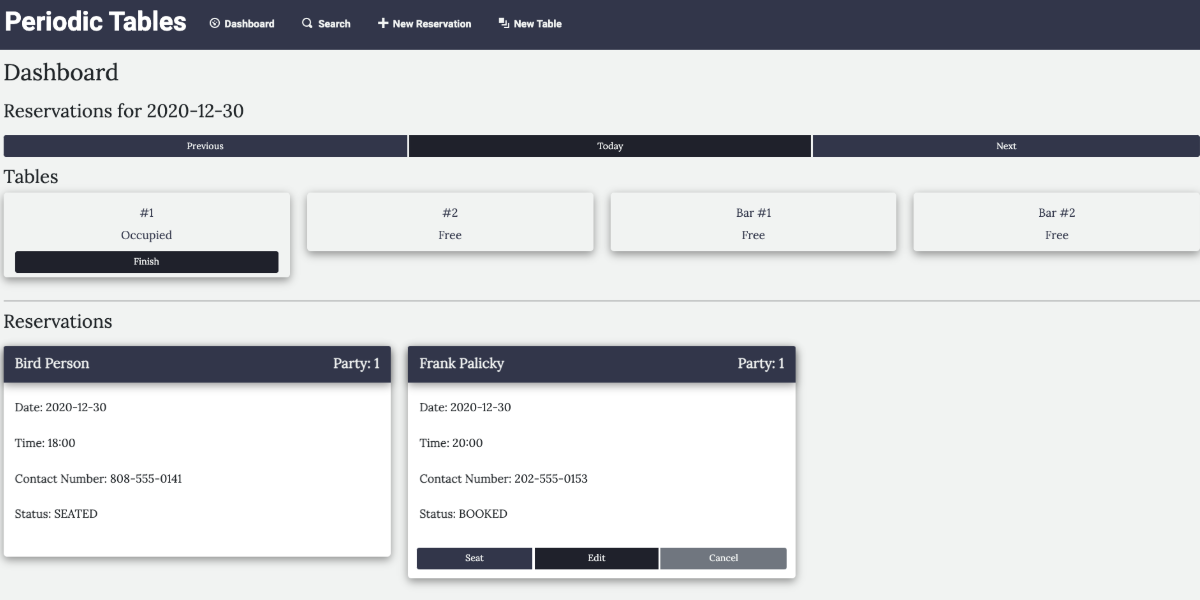 Periodic Tables Dashboard Search New Reservation New Table
Dashboard
Reservations for 2020-12-30
Previous Today Next
Tables
#1 #2 Bar #1 Bar #2
Occupied Free Free Free
Finish
Reservations
Bird Person Party: 1 Frank Palicky Party: 1
Date: 2020-12-30 Date: 2020-12-30
Time: 18:00 Time: 20:00
Contact Number: 808-555-0141 Contact Number: 202-555-0153
Status: SEATED Status: BOOKED
Seat Edit Cancel